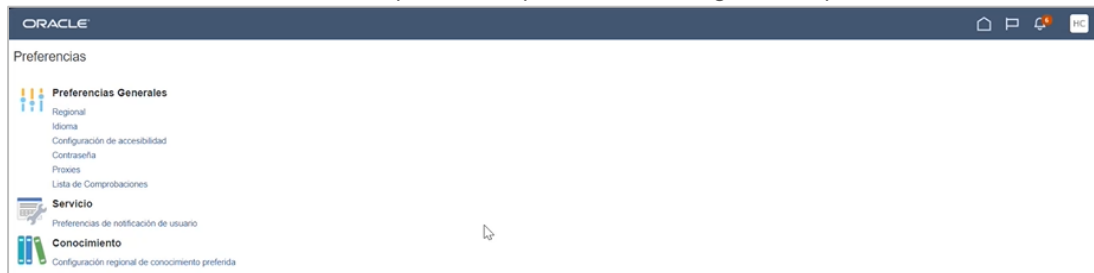 ORACLE
6
HC
Preferencias
Preferencias Generales
Regional
Idioma
Configuración de accesibilidad
Contraseña
Proxies
Lista de Comprobaciones
Servicio
Preferencias de notificación de usuario
Conocimiento
Configuración regional de conocimiento preferida